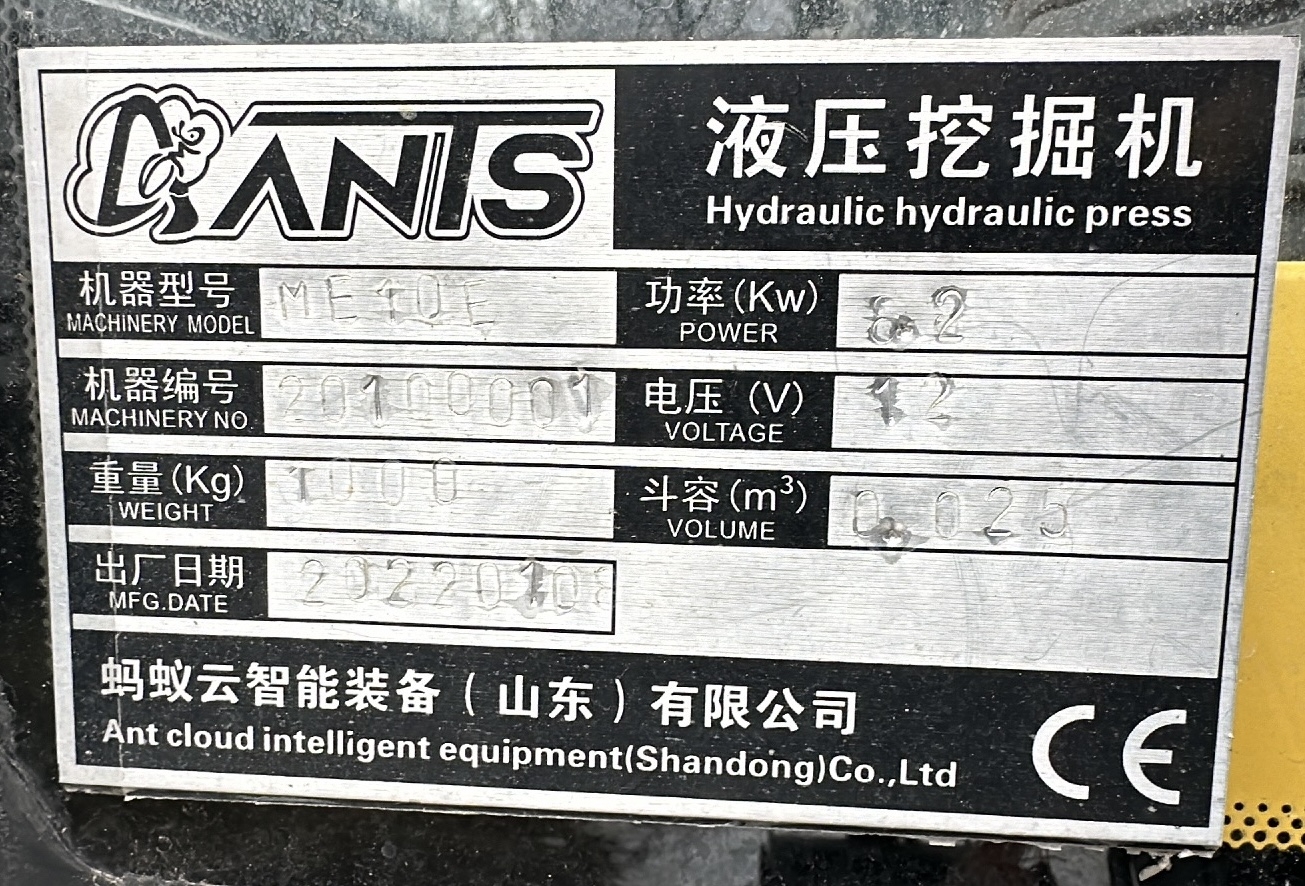 ANTS
液压挖掘机
Hydraulic hydraulic press
机器型号 ME10E
MACHINERY MODEL
功率(Kw)
POWER
机器编号 20100001
MACHINERY NO.
电压 (V) 12
VOLTAGE
重量(Kg) 1000
WEIGHT
斗容(m³) 0.025
VOLUME
出厂日期 20220108
MFG.DATE
蚂蚁云智能装备(山东)有限公司
Ant cloud intelligent equipment(Shandong)Co.,Ltd
CE